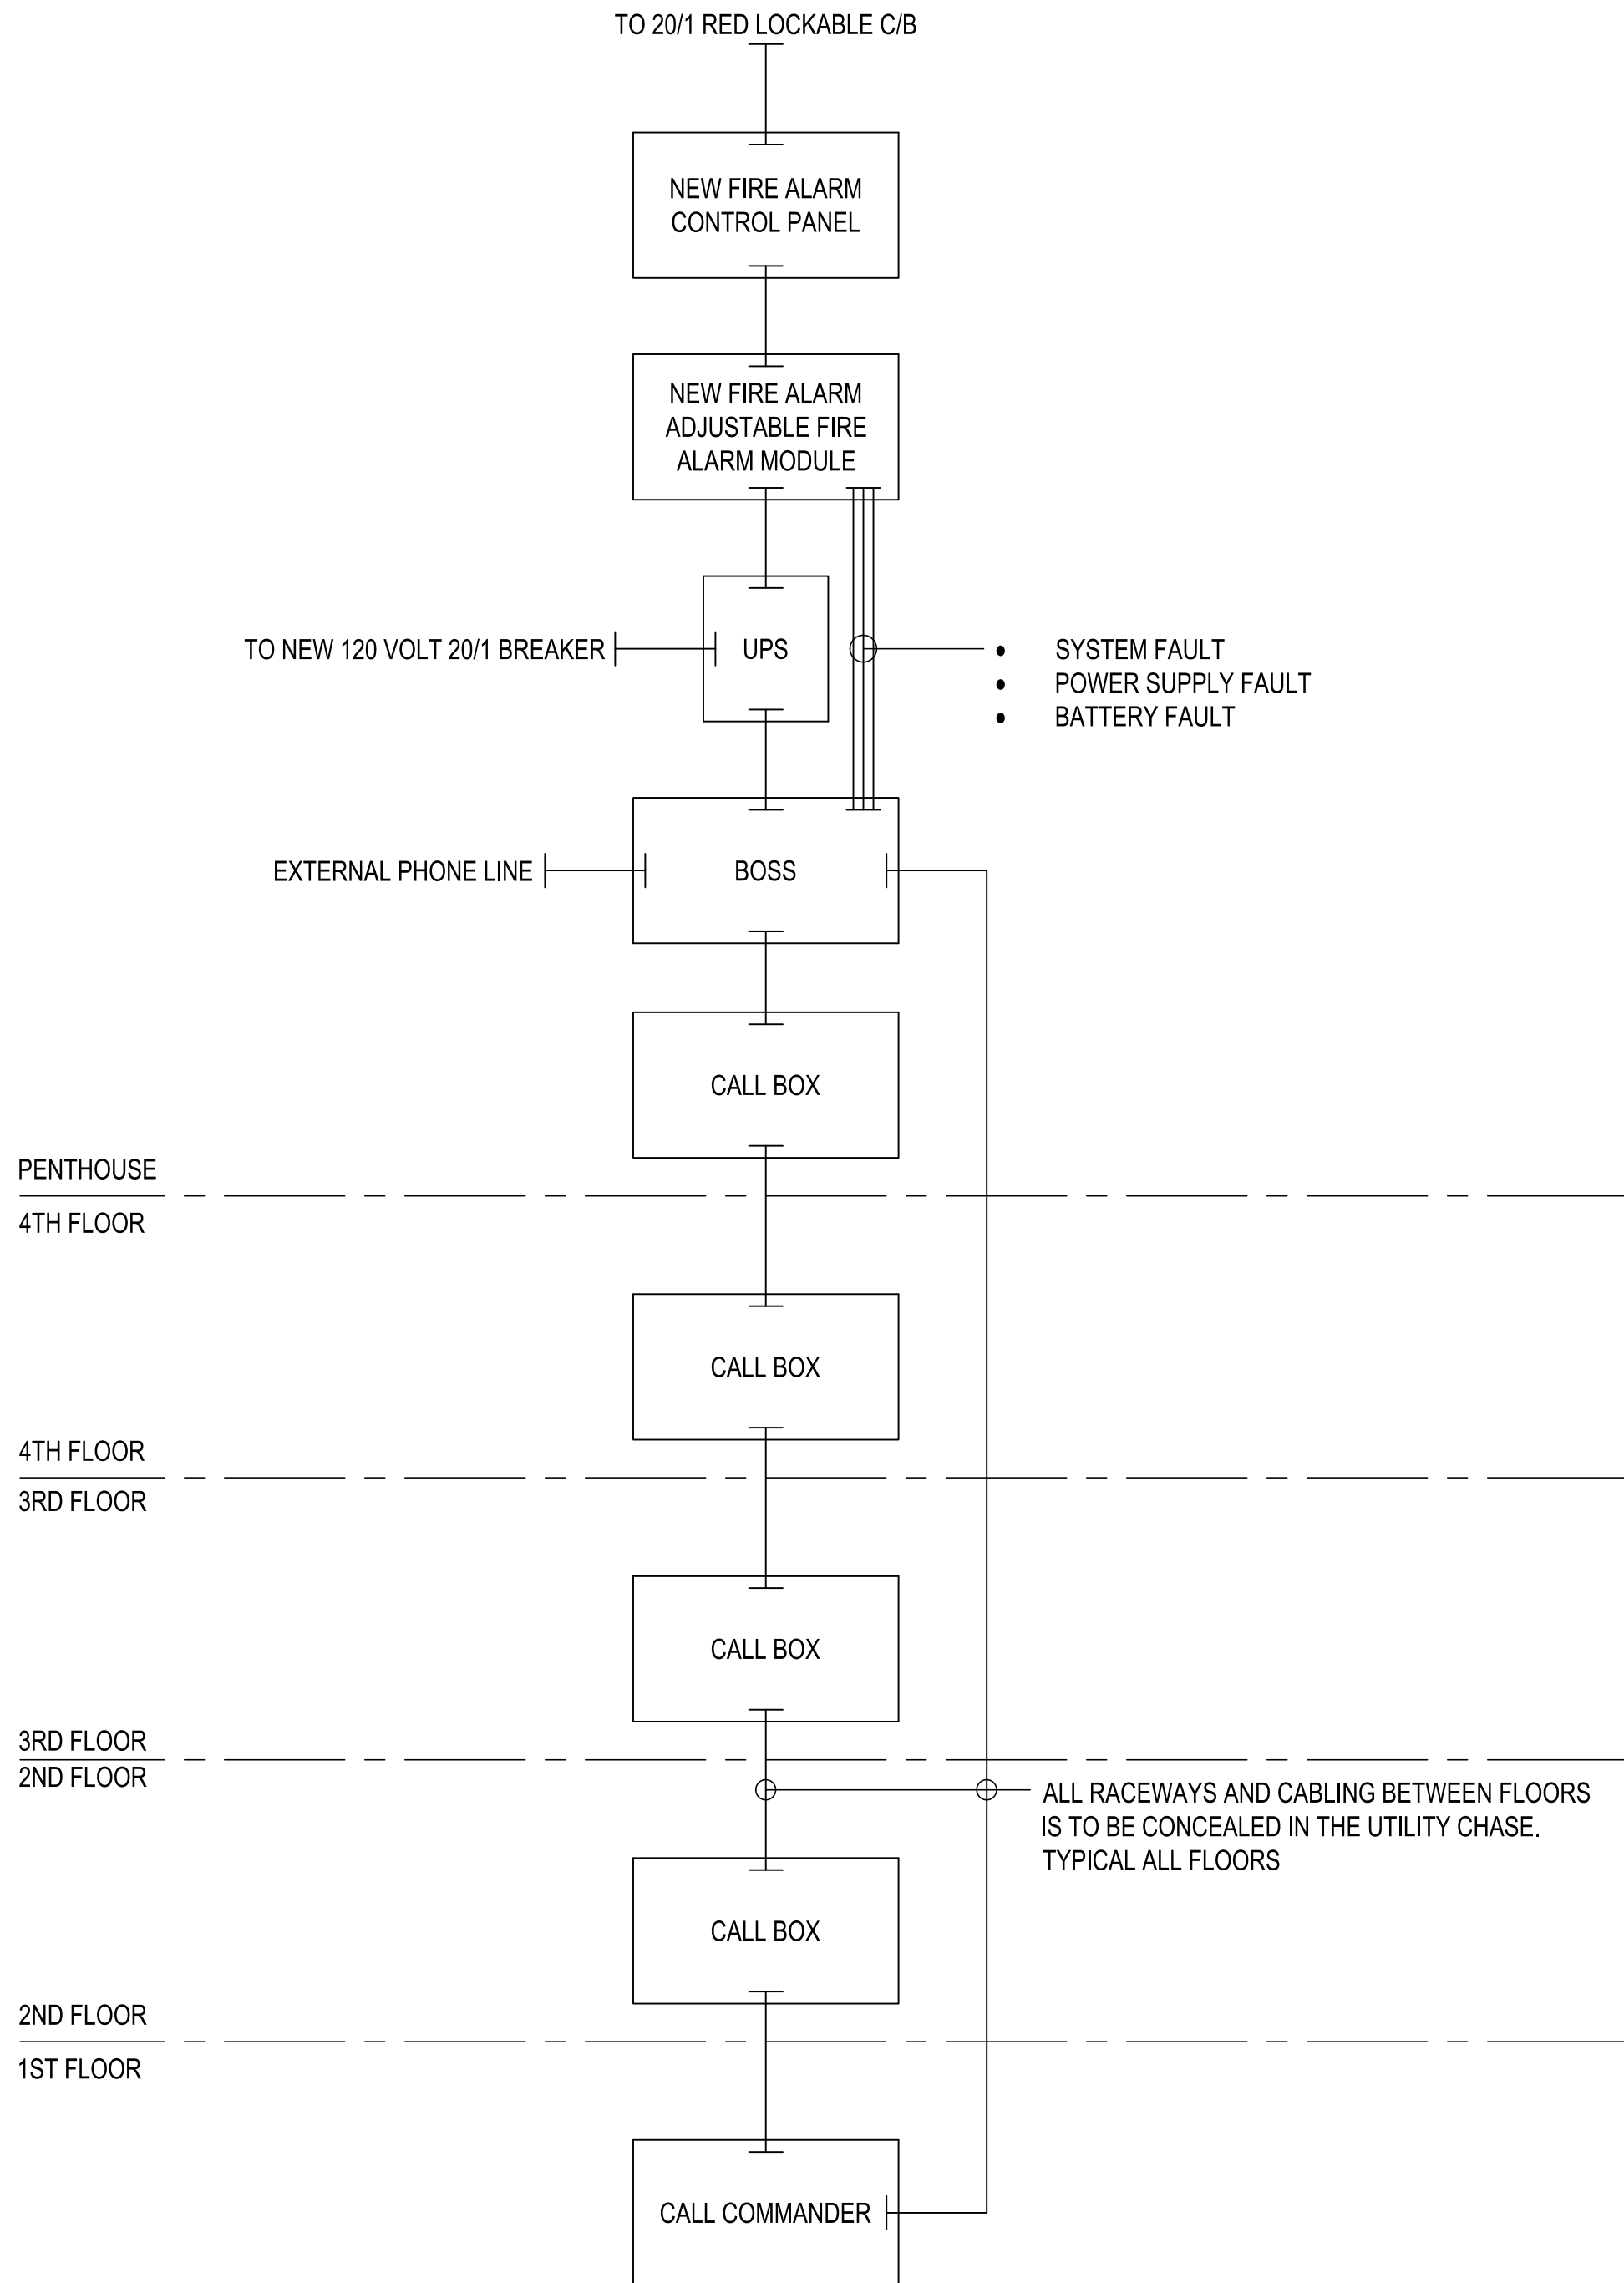 TO 20/1 RED LOCKABLE C/B
NEW FIRE ALARM
CONTROL PANEL
NEW FIRE ALARM
ADJUSTABLE FIRE
ALARM MODULE
TO NEW 120 VOLT 20/1 BREAKER
UPS
• SYSTEM FAULT
• POWER SUPPLY FAULT
• BATTERY FAULT
EXTERNAL PHONE LINE
BOSS
CALL BOX
PENTHOUSE
4TH FLOOR
CALL BOX
4TH FLOOR
3RD FLOOR
CALL BOX
3RD FLOOR
2ND FLOOR
ALL RACEWAYS AND CABLING BETWEEN FLOORS
IS TO BE CONCEALED IN THE UTILITY CHASE.
TYPICAL ALL FLOORS
CALL BOX
2ND FLOOR
1ST FLOOR
CALL COMMANDER